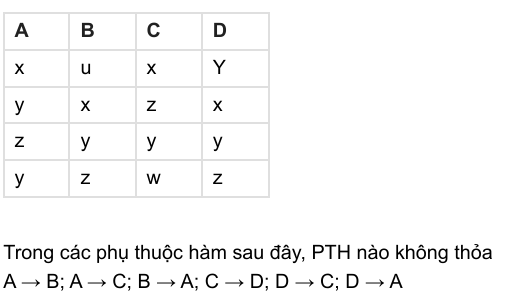 A B C D
x u x Y
y x z x
z y y y
y z w z
Trong các phụ thuộc hàm sau đây, PTH nào không thỏa
A → B; A → C; B → A; C → D; D → C; D → A